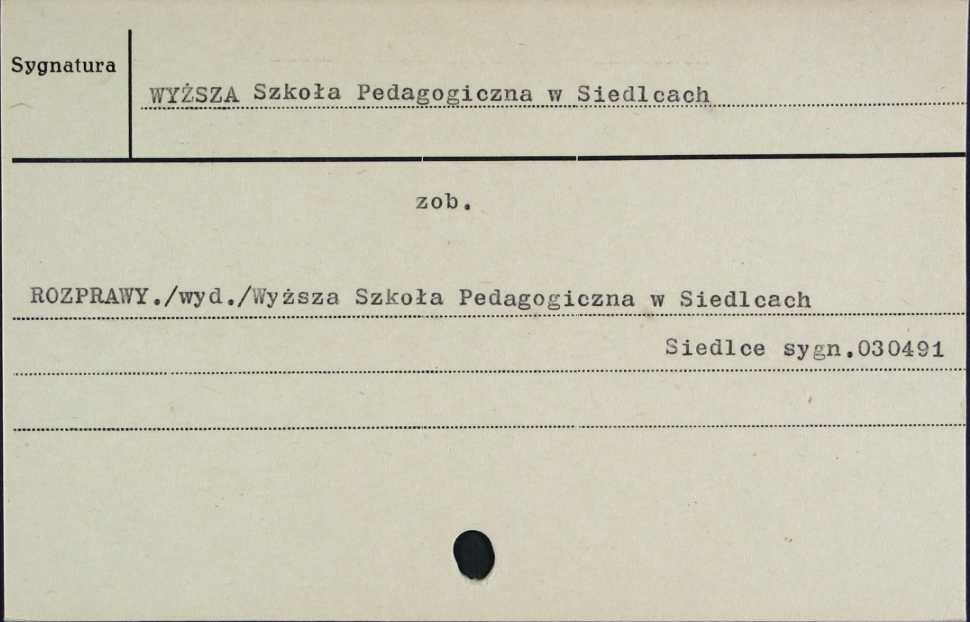 Sygnatura
WYŻSZA Szkoła Pedagogiczna w Siedlcach
zob.
ROZPRAWY./wyd./Wyższa Szkoła Pedagogiczna w Siedlcach
Siedlce sygn.030491